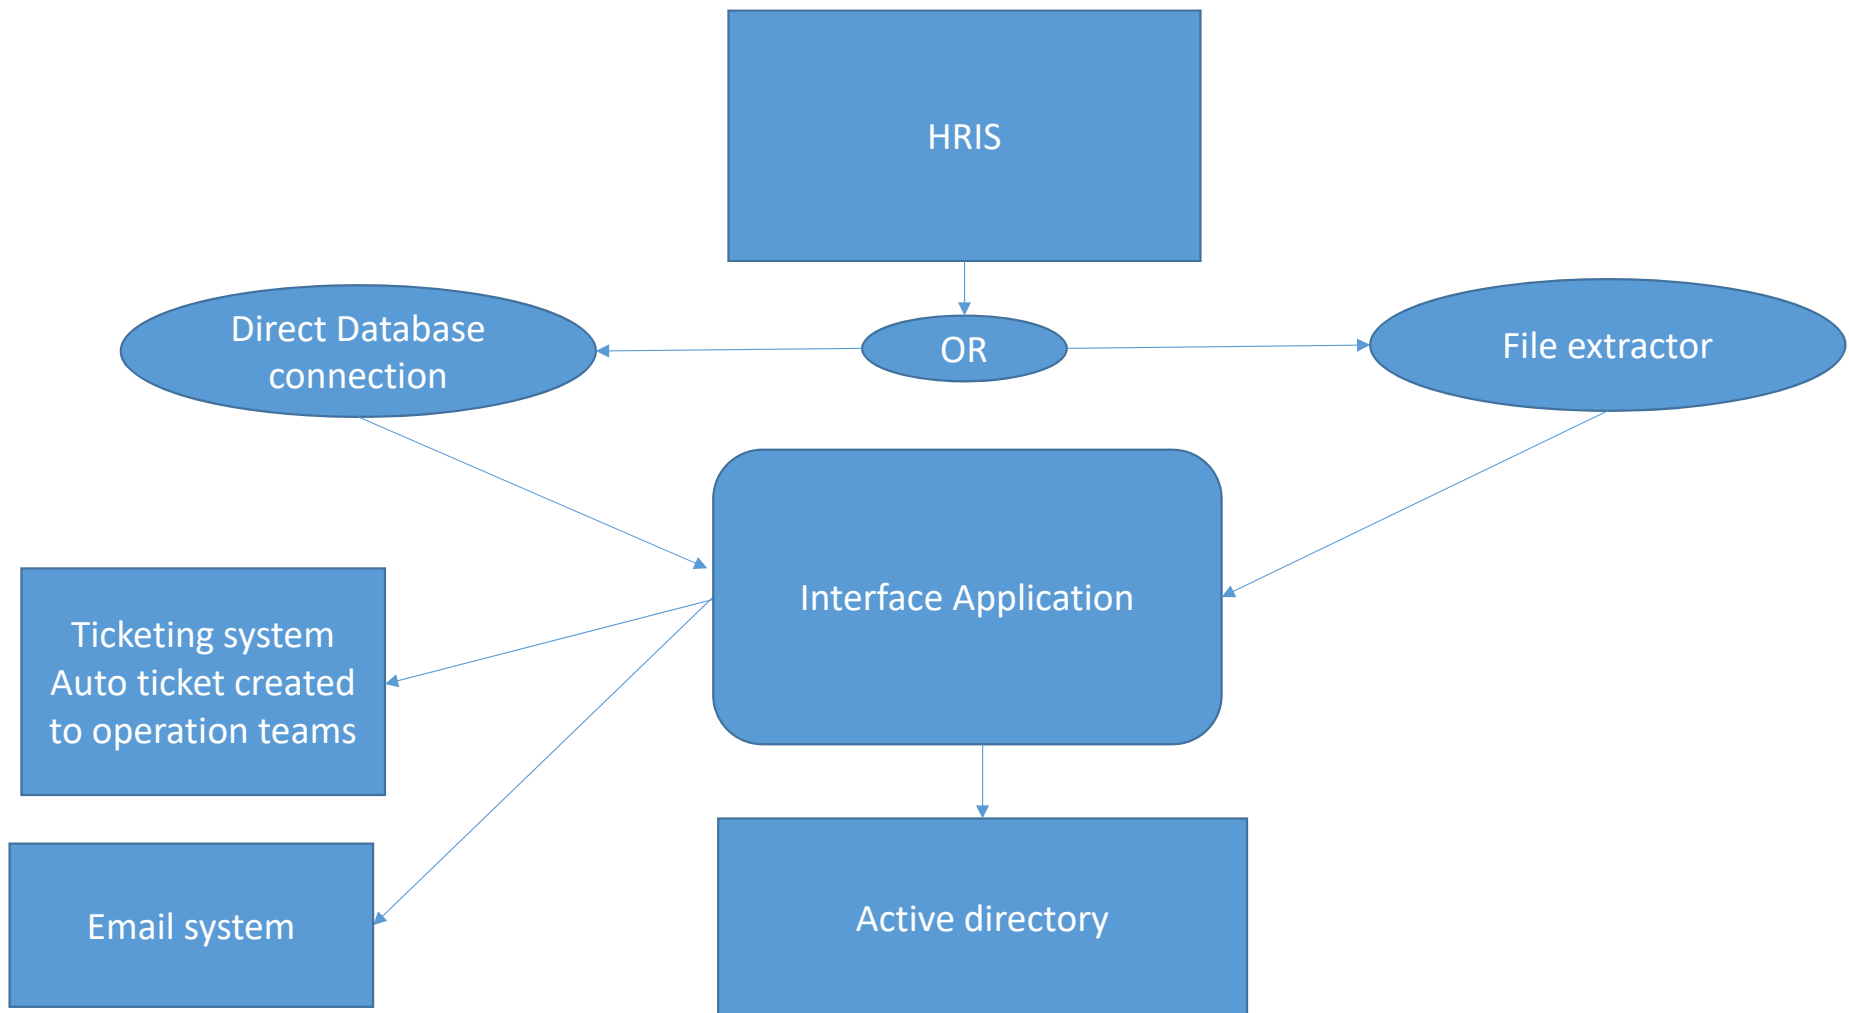 HRIS
Direct Database
connection
OR
File extractor
Interface Application
Ticketing system
Auto ticket created
to operation teams
Email system
Active directory